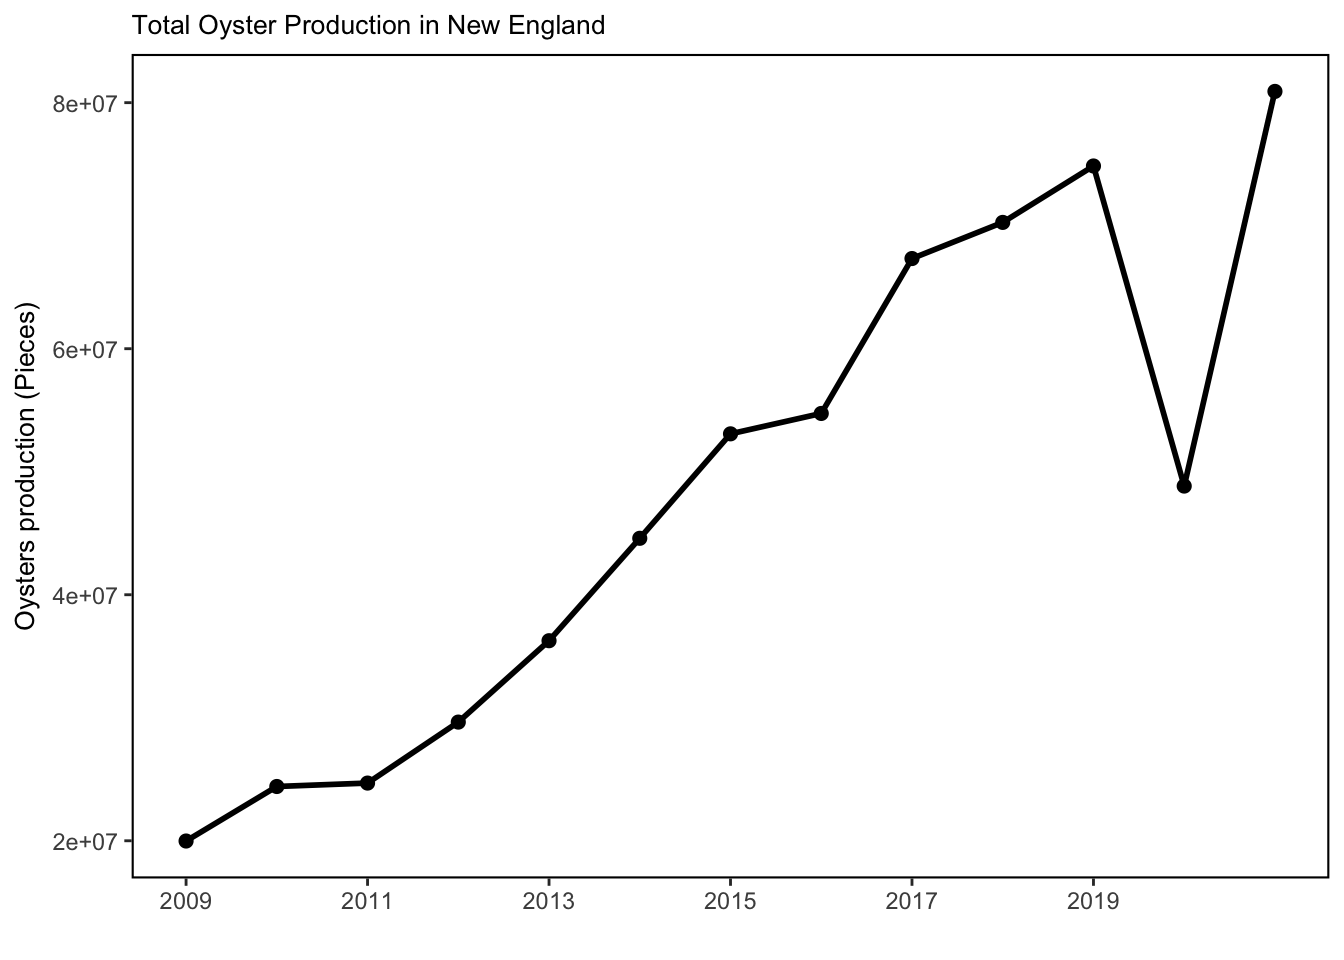 Total Oyster Production in New England
Oysters production (Pieces)
8e+07
6e+07
4e+07
2e+07
2009 2011 2013 2015 2017 2019